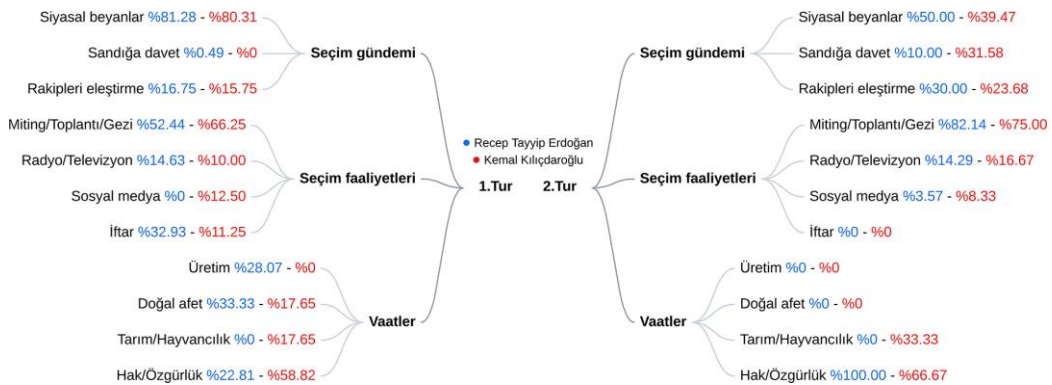 Siyasal beyanlar %81.28 - %80.31
Sandığa davet %0.49 - %0
Rakipleri eleştirme %16.75 - %15.75
Seçim gündemi
Miting/Toplantı/Gezi %52.44 - %66.25
Radyo/Televizyon %14.63 - %10.00
Sosyal medya %0 - %12.50
İftar %32.93 - %11.25
Seçim faaliyetleri
Üretim %28.07 - %0
Doğal afet %33.33 - %17.65
Tarım/Hayvancılık %0 - %17.65
Hak/Özgürlük %22.81 - %58.82
Vaatler
Recep Tayyip Erdoğan
Kemal Kılıçdaroğlu
1.Tur 2.Tur
Seçim gündemi
Siyasal beyanlar %50.00 - %39.47
Sandığa davet %10.00 - %31.58
Rakipleri eleştirme %30.00 - %23.68
Seçim faaliyetleri
Miting/Toplantı/Gezi %82.14 - %75.00
Radyo/Televizyon %14.29 - %16.67
Sosyal medya %3.57 - %8.33
İftar %0 - %0
Vaatler
Üretim %0 - %0
Doğal afet %0 - %0
Tarım/Hayvancılık %0 - %33.33
Hak/Özgürlük %100.00 - %66.67